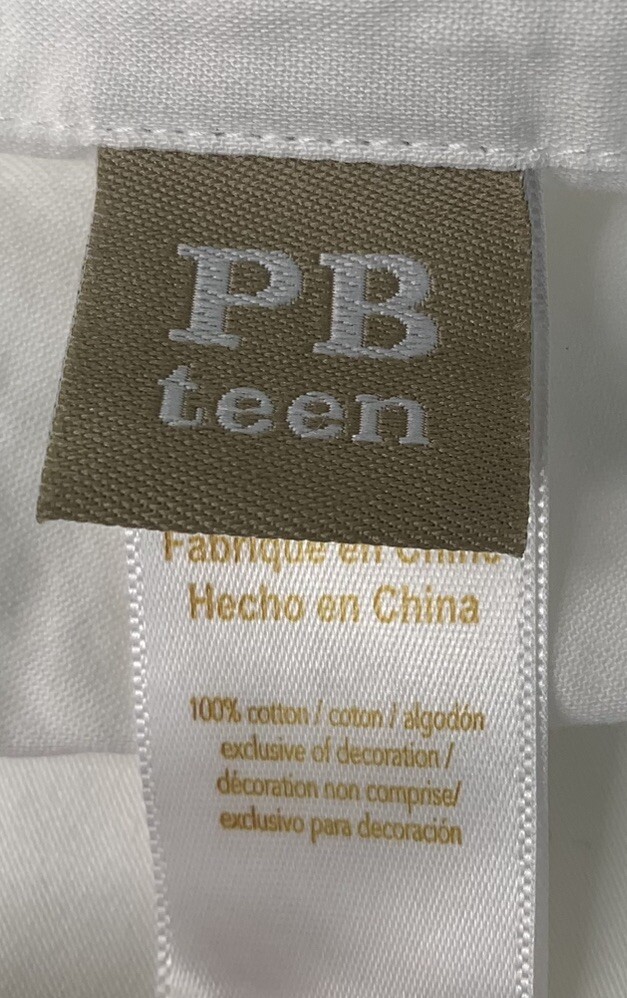 PB
teen
Fabriqué en Chine
Hecho en China
100% cotton / coton / algodón
exclusive of decoration /
décoration non comprise/
exclusivo para decoración